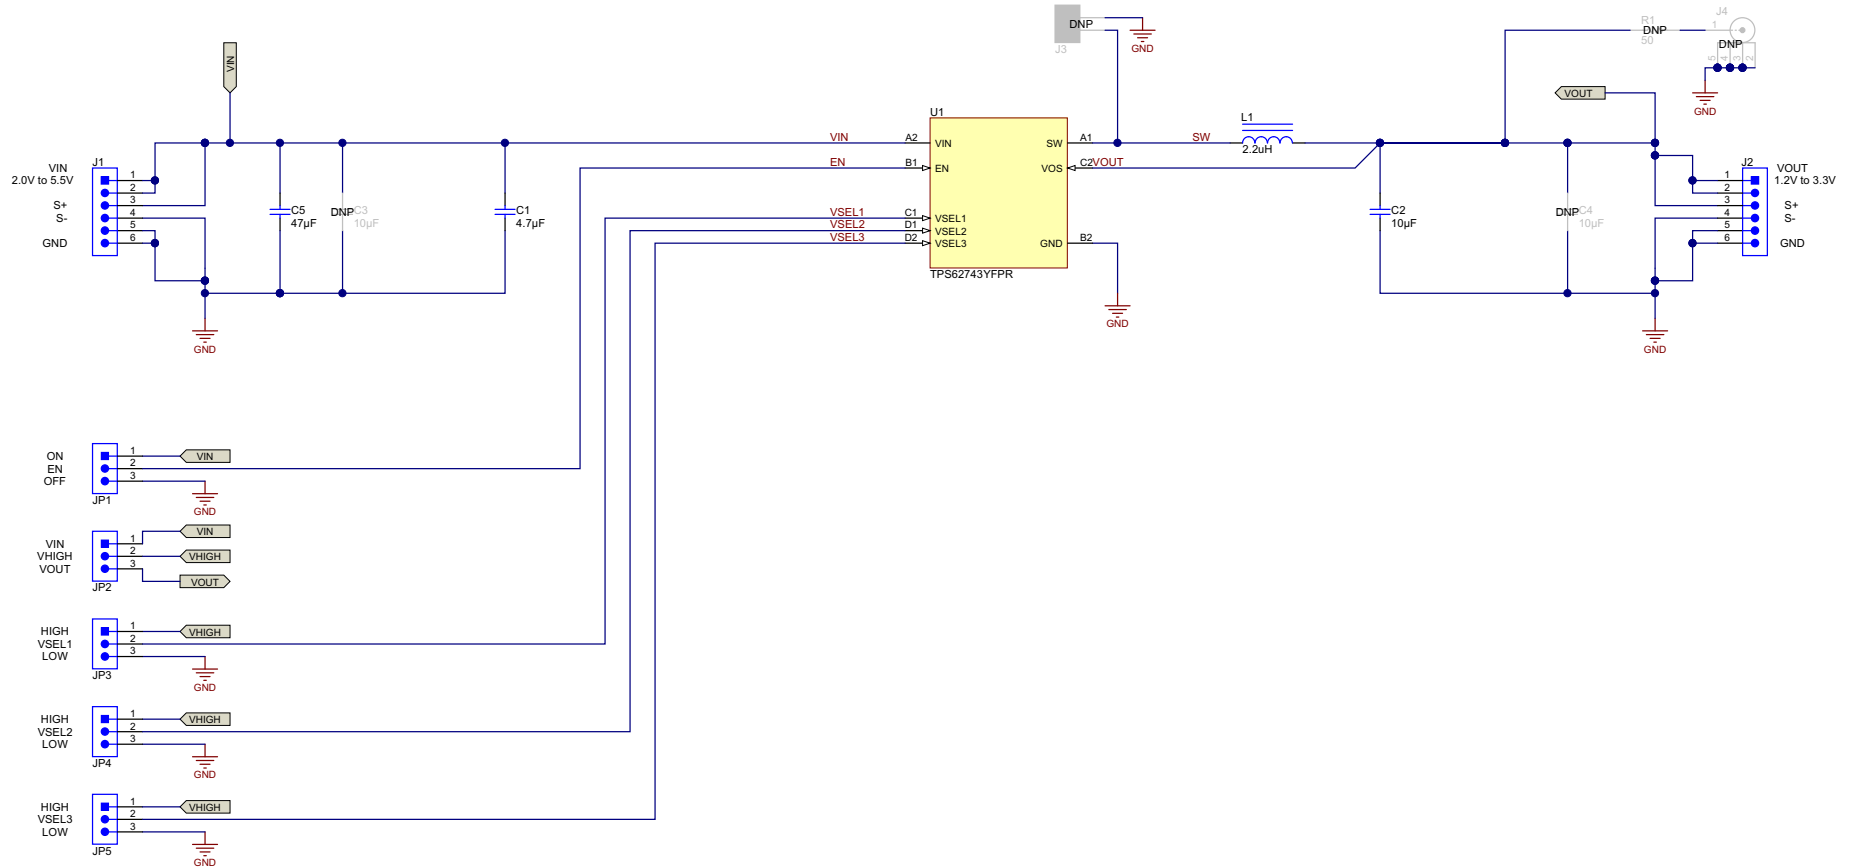 DNP
J3
GND
R1
DNP
50
J4
1
DNP
5
4
3
2
GND
VIN
VOUT
U1
VIN
A2
VIN
EN
B1
EN
VSEL1
C1
VSEL1
VSEL2
D1
VSEL2
VSEL3
D2
VSEL3
SW
A1
SW
VOS
C2
VOUT
GND
B2
GND
TPS62743YFPR
L1
2.2uH
J1
VIN
2.0V to 5.5V
S+
S-
GND
1
2
3
4
5
6
C5
47µF
DNP
C3
10µF
C1
4.7µF
GND
C2
10µF
DNP
C4
10µF
J2
1
2
3
4
5
6
VOUT
1.2V to 3.3V
S+
S-
GND
GND
ON
EN
OFF
1
2
3
VIN
GND
JP1
VIN
VHIGH
VOUT
1
2
3
VIN
VHIGH
VOUT
JP2
HIGH
VSEL1
LOW
1
2
3
VHIGH
GND
JP3
HIGH
VSEL2
LOW
1
2
3
VHIGH
GND
JP4
HIGH
VSEL3
LOW
1
2
3
VHIGH
GND
JP5